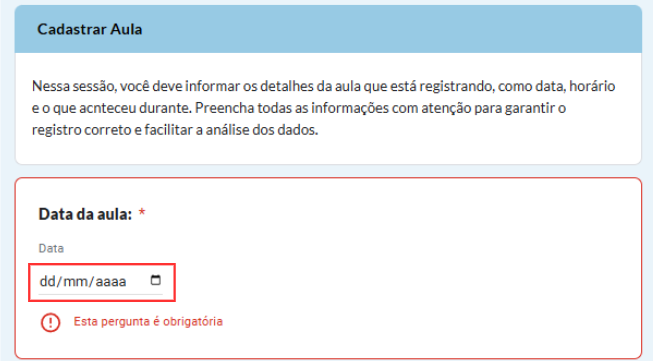 Cadastrar Aula
Nessa sessão, você deve informar os detalhes da aula que está registrando, como data, horário
e o que acnteceu durante. Preencha todas as informações com atenção para garantir o
registro correto e facilitar a análise dos dados.
Data da aula: *
Data
dd/mm/aaaa
Esta pergunta é obrigatória